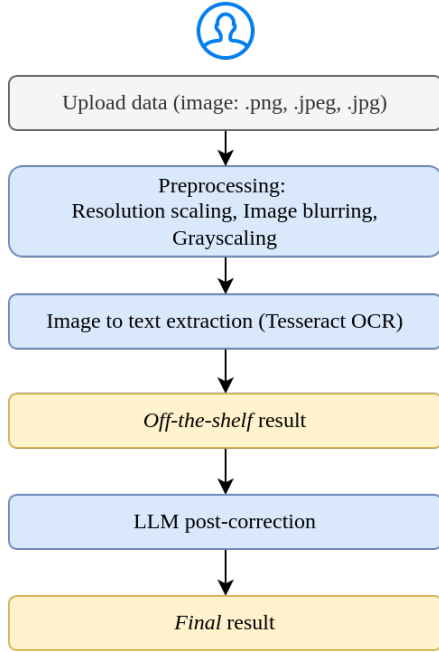 Upload data (image: .png, .jpeg, .jpg)
Preprocessing:
Resolution scaling, Image blurring,
Grayscaling
Image to text extraction (Tesseract OCR)
Off-the-shelf result
LLM post-correction
Final result